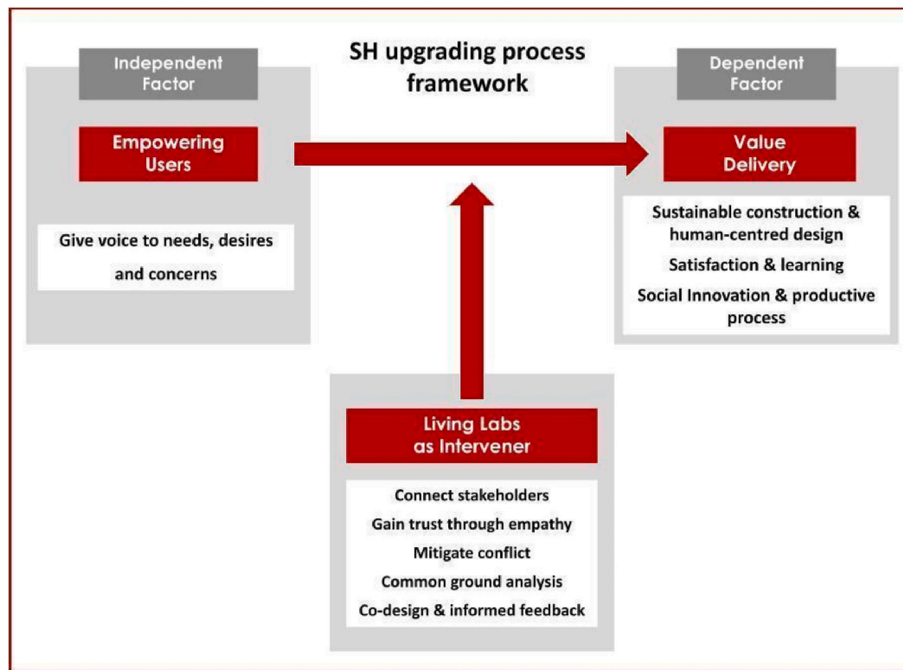 SH upgrading process
framework
Independent
Factor
Empowering
Users
Give voice to needs, desires
and concerns
Dependent
Factor
Value
Delivery
Sustainable construction &
human-centred design
Satisfaction & learning
Social Innovation & productive
process
Living Labs
as Intervener
Connect stakeholders
Gain trust through empathy
Mitigate conflict
Common ground analysis
Co-design & informed feedback